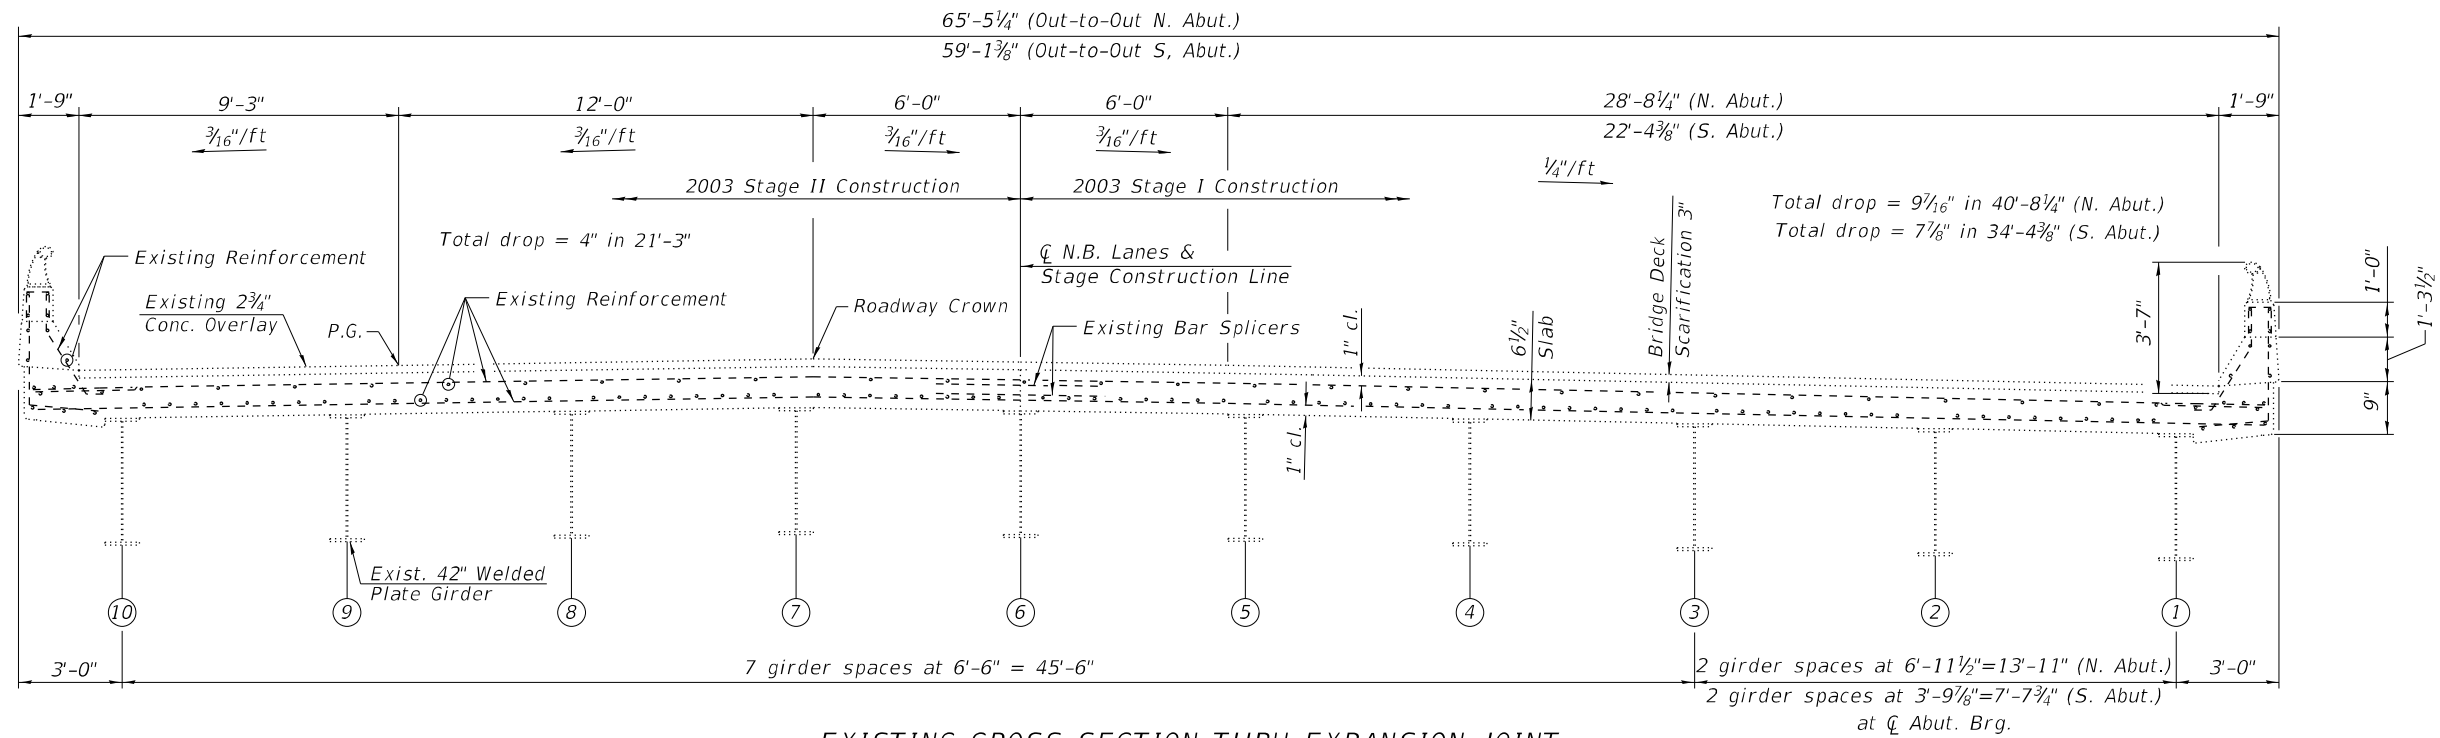 65'-5¼" (Out-to-Out N. Abut.)
59'-1⅜" (Out-to-Out S, Abut.)
1'-9"
9'-3"
12'-0"
6'-0"
6'-0"
28'-8¼" (N. Abut.)
22'-4⅜" (S. Abut.)
1'-9"
3/16"/ft
3/16"/ft
3/16"/ft
3/16"/ft
¼"/ft
2003 Stage II Construction
2003 Stage I Construction
Total drop = 9 7/16" in 40'-8¼" (N. Abut.)
Total drop = 7⅞" in 34'-4⅜" (S. Abut.)
Total drop = 4" in 21'-3"
Existing Reinforcement
Existing 2¾"
Conc. Overlay
P.G.
Existing Reinforcement
Roadway Crown
℄ N.B. Lanes &
Stage Construction Line
Existing Bar Splicers
1" cl.
1" cl.
6½"
Slab
Bridge Deck
Scarification 3"
3'-7"
1'-0"
1'-3½"
9"
Exist. 42" Welded
Plate Girder
10
9
8
7
6
5
4
3
2
1
3'-0"
7 girder spaces at 6'-6" = 45'-6"
2 girder spaces at 6'-11½"=13'-11" (N. Abut.)
2 girder spaces at 3'-9⅞"=7'-7¾" (S. Abut.)
at ℄ Abut. Brg.
3'-0"
EXISTING CROSS SECTION THRU EXPANSION JOINT